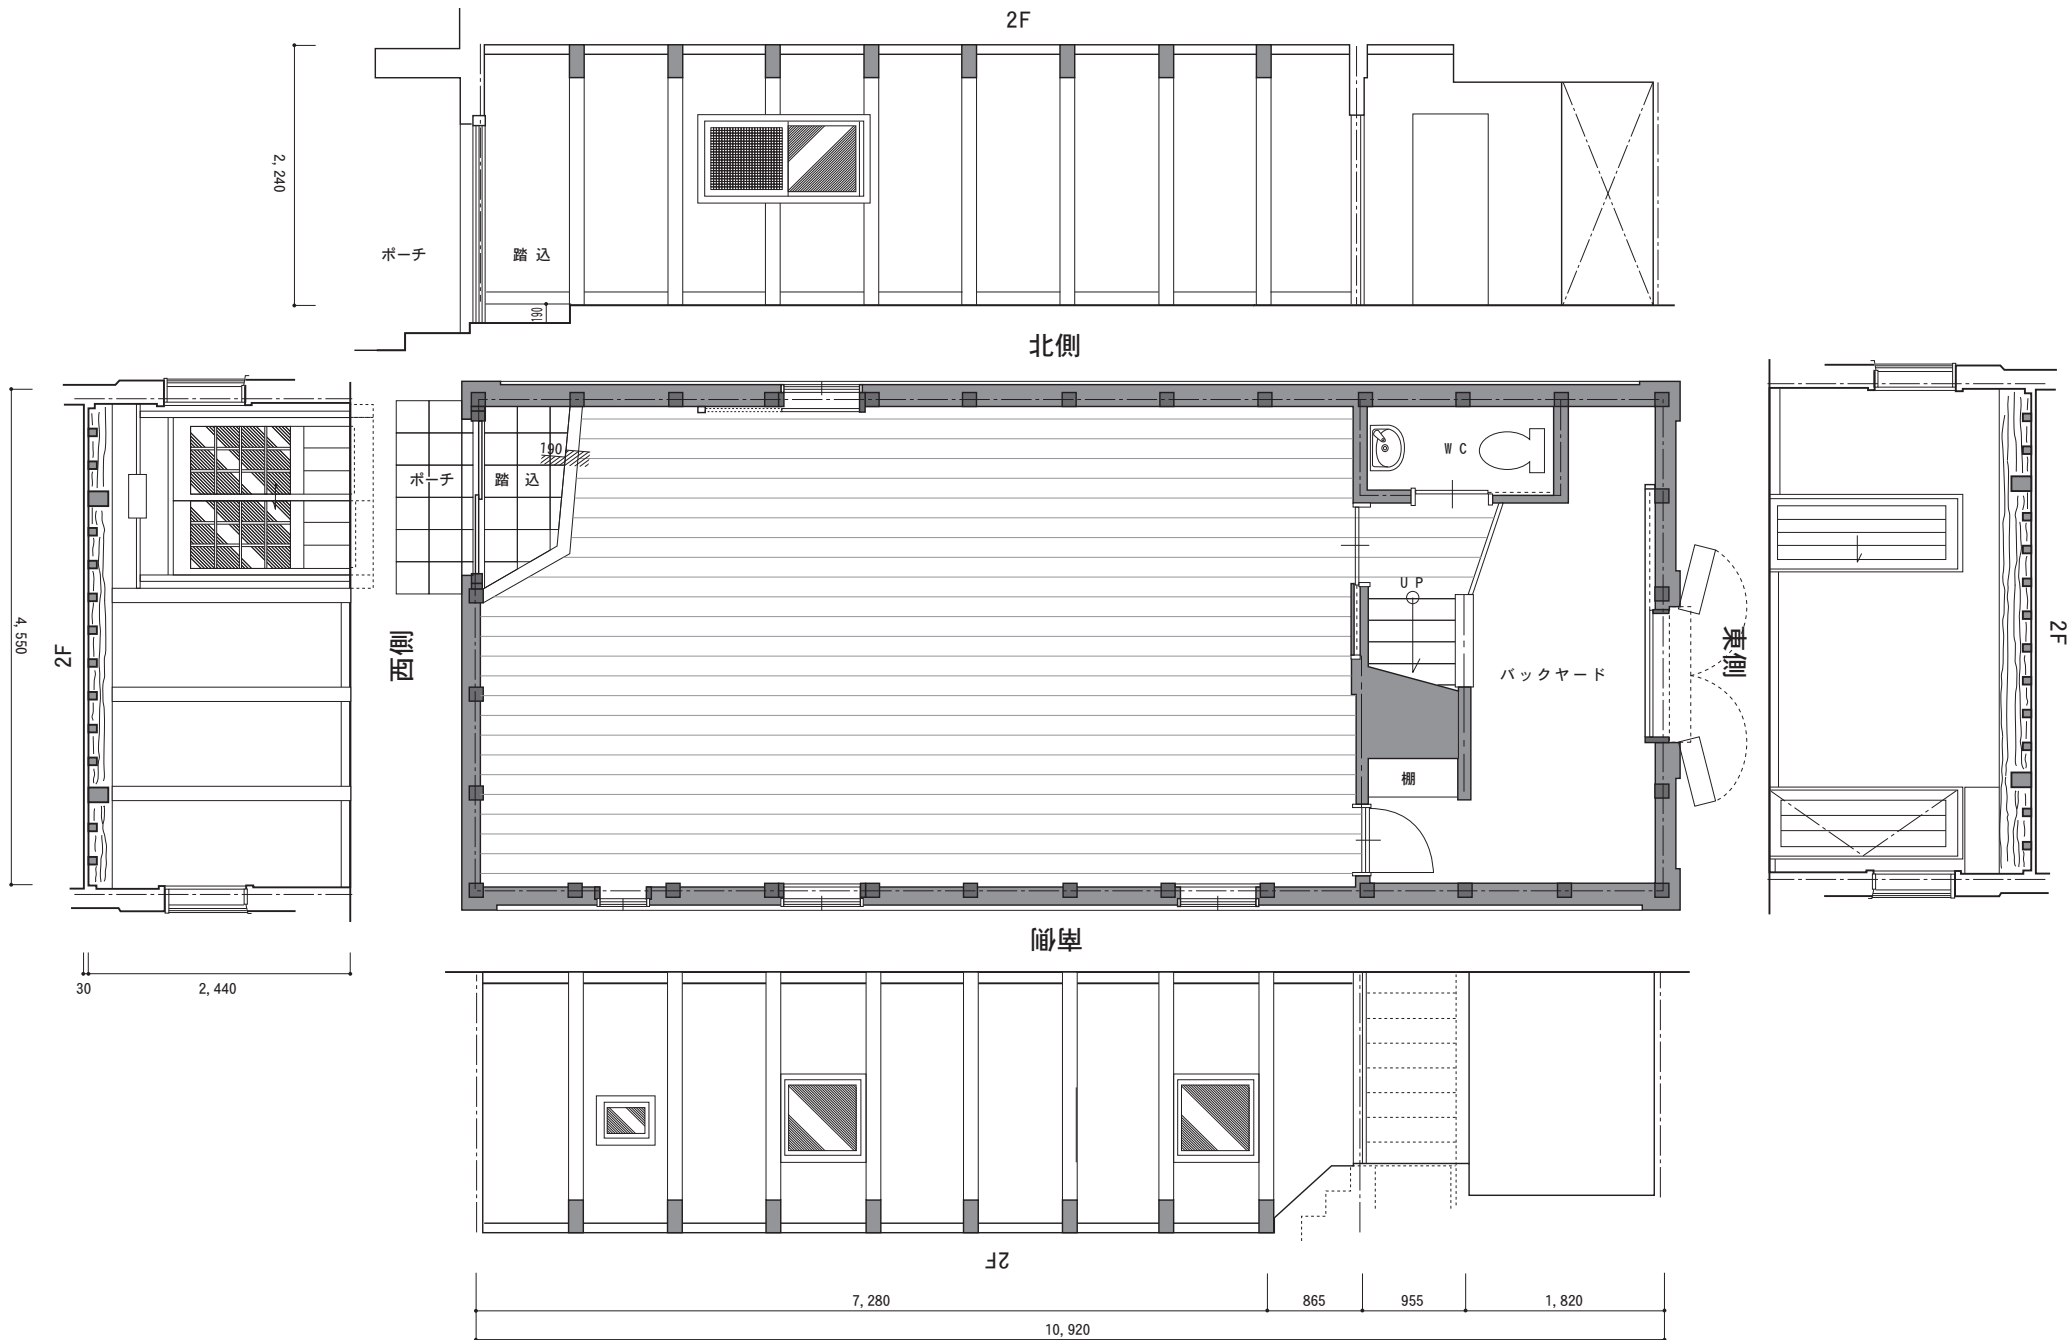 2F
2,240
ポーチ
踏 込
190
北側
190
ポーチ
踏 込
W C
U P
4,550
2F
西側
バックヤード
東側
2F
棚
南側
30
2,440
2F
7,280
865
955
1,820
10,920